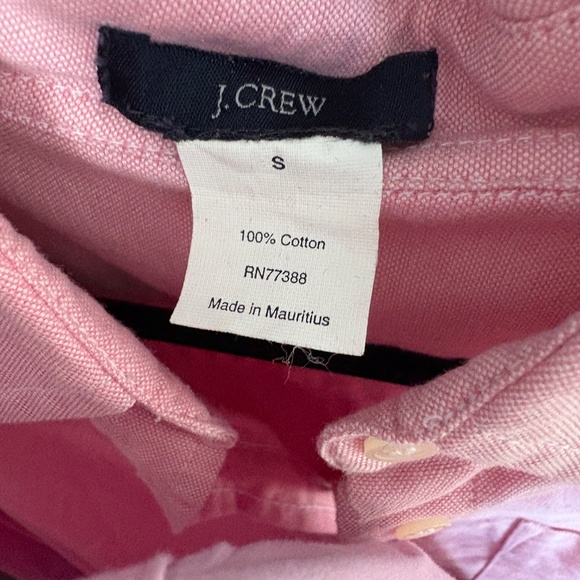 J.CREW
S
100% Cotton
RN77388
Made in Mauritius